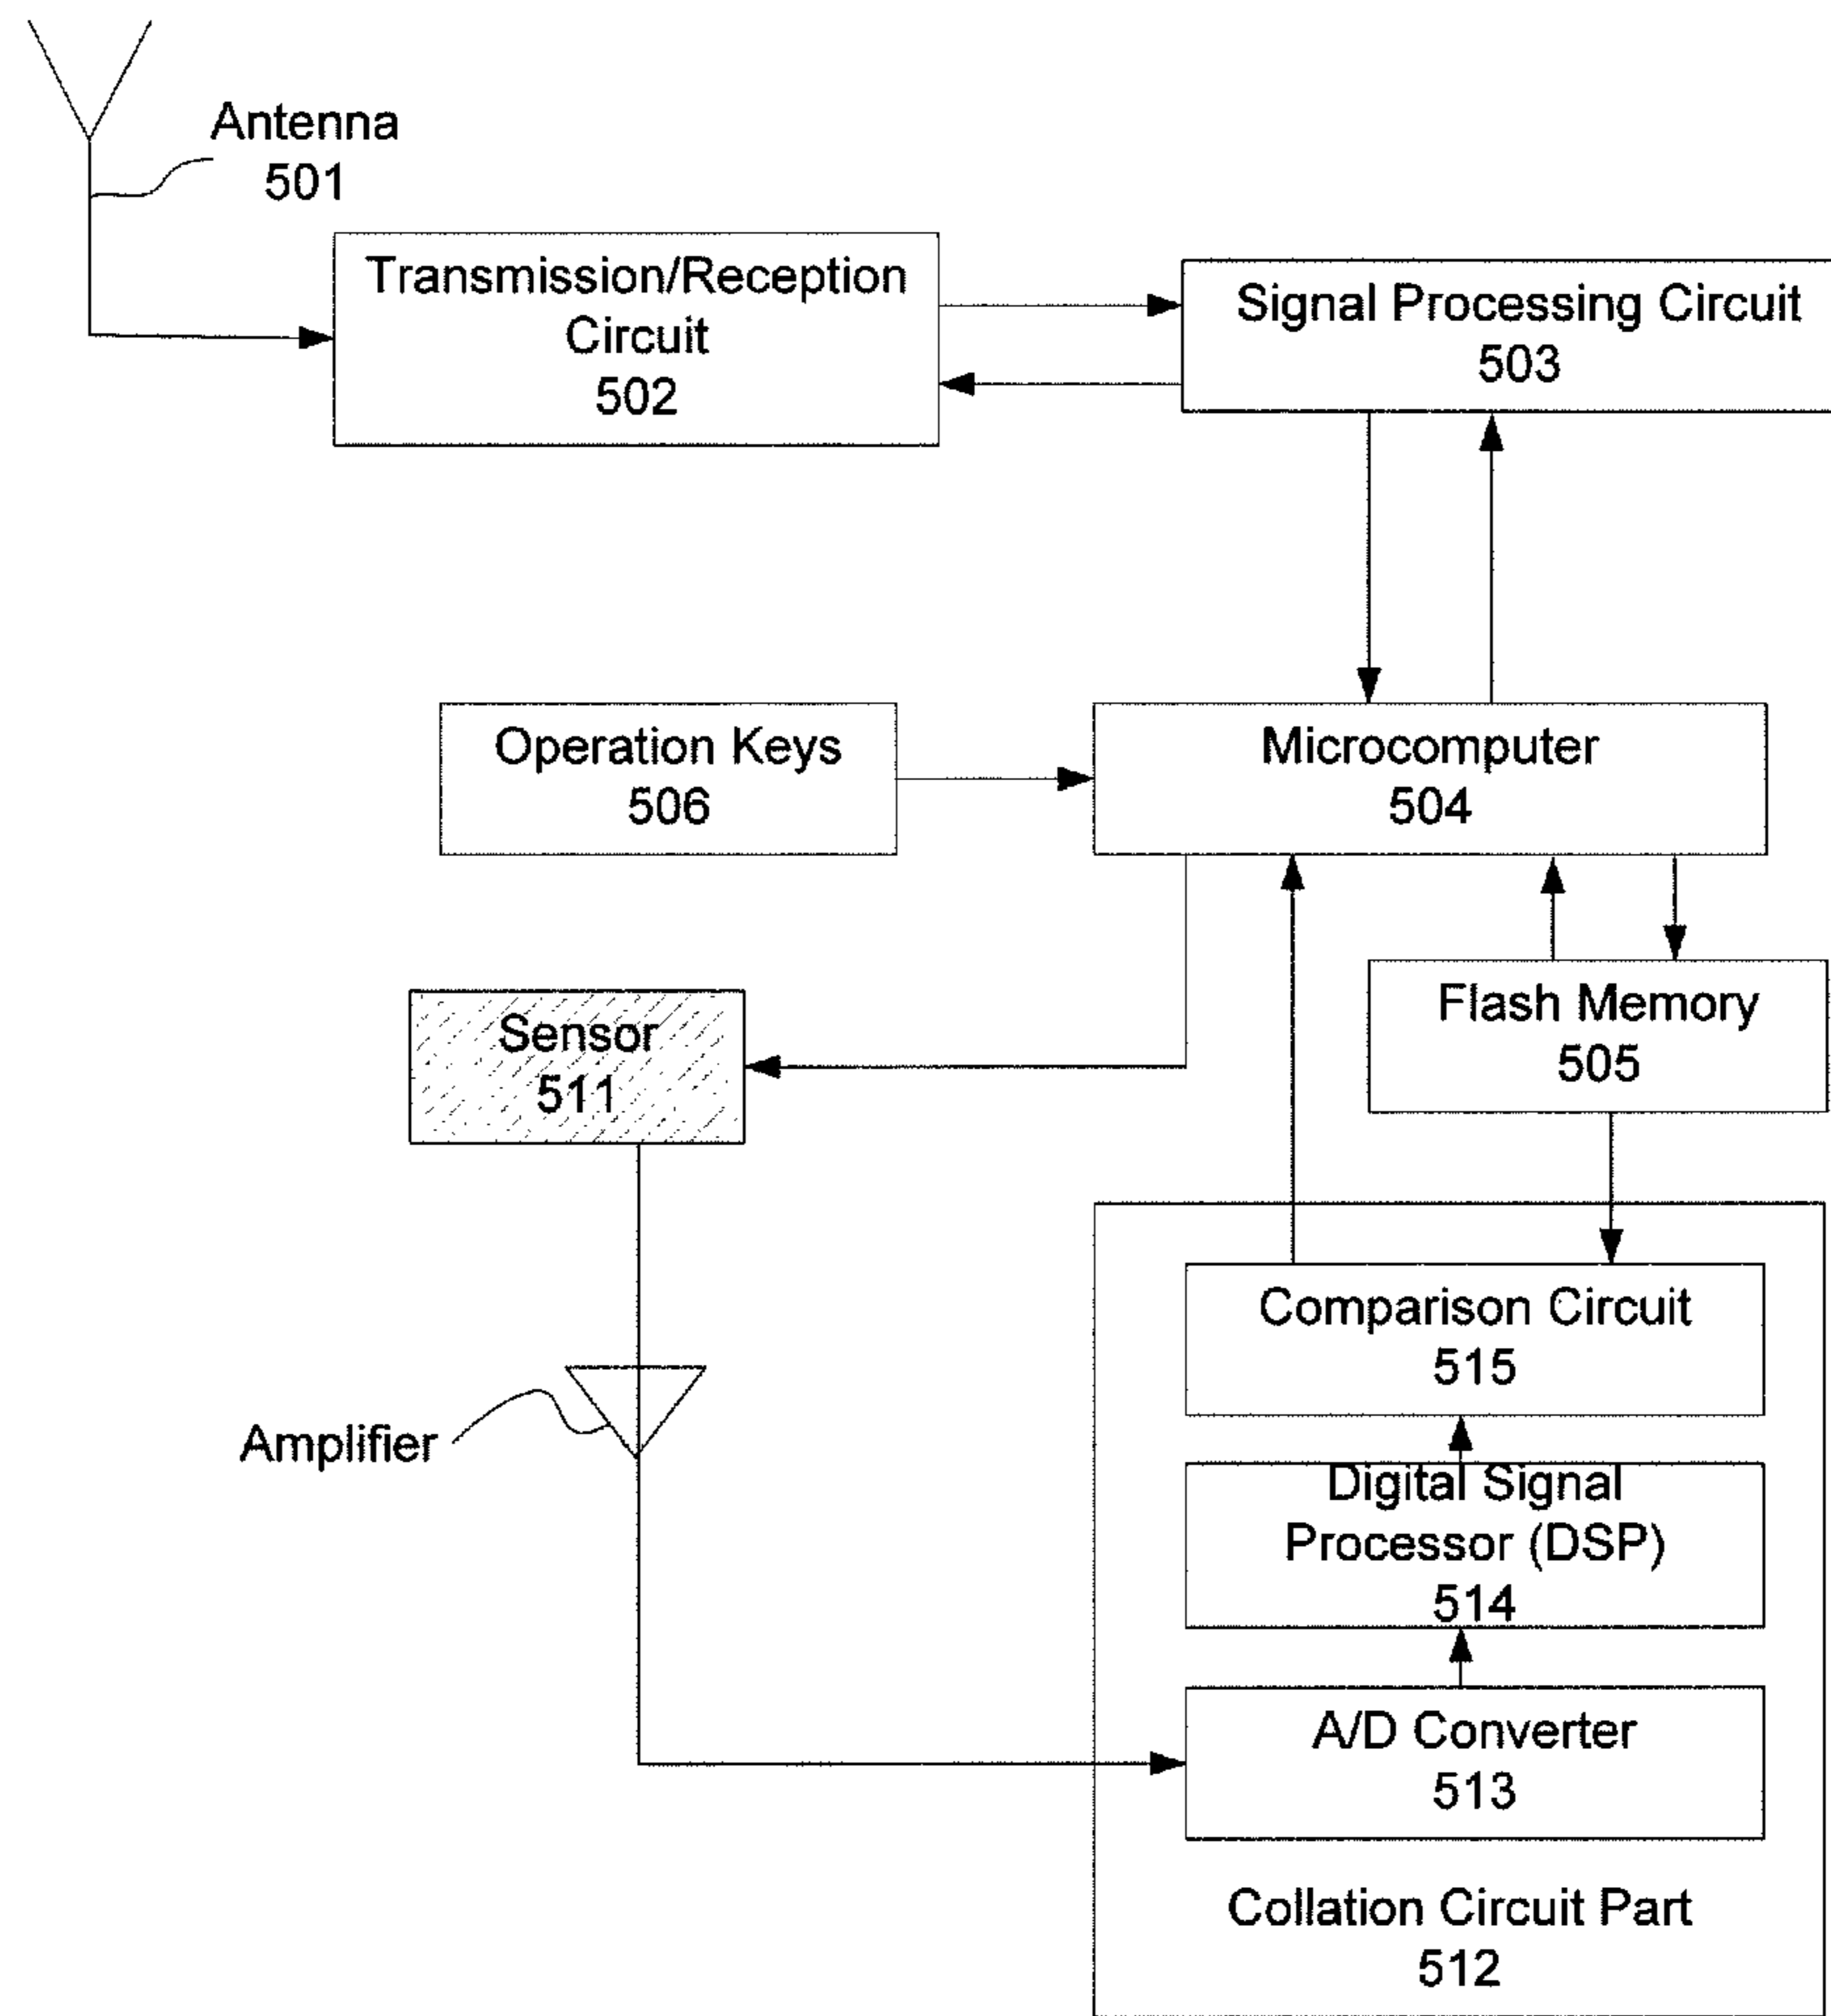 Antenna
501
Transmission/Reception
Circuit
502
Signal Processing Circuit
503
Operation Keys
506
Microcomputer
504
Sensor
511
Flash Memory
505
Comparison Circuit
515
Amplifier
Digital Signal
Processor (DSP)
514
A/D Converter
513
Collation Circuit Part
512